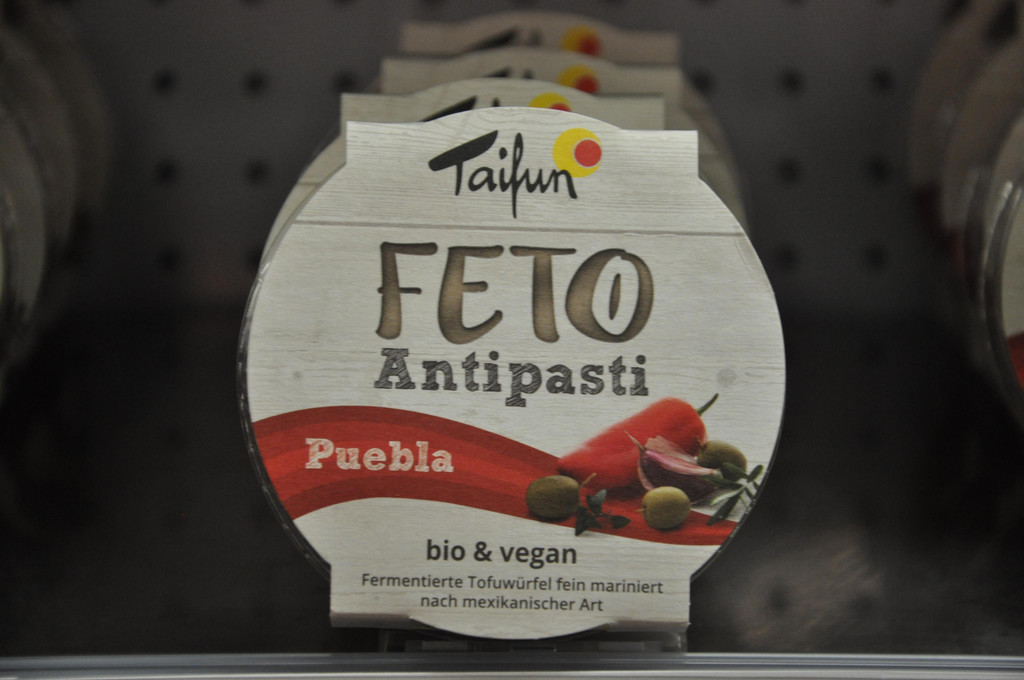 Taifun
FETO
Antipasti
Puebla
bio & vegan
Fermentierte Tofuwürfel fein mariniert
nach mexikanischer Art